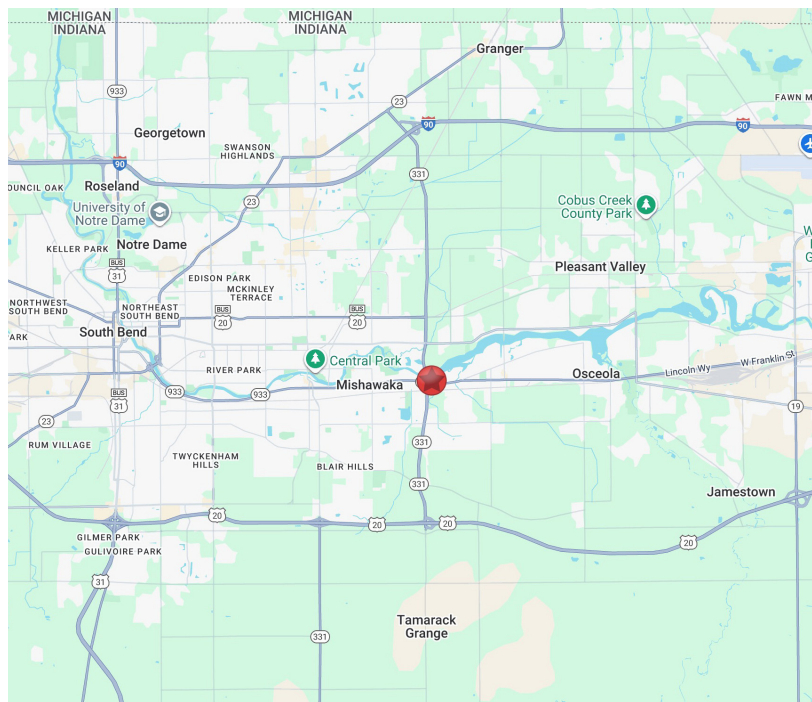 MICHIGAN
INDIANA
MICHIGAN
INDIANA
Granger
933
23
FAWN M
Georgetown
90
90
SWANSON
HIGHLANDS
90
OUNCIL OAK
Roseland
331
University of
Notre Dame
23
Cobus Creek
County Park
KELLER PARK
Notre Dame
BUS
31
EDISON PARK
Pleasant Valley
MCKINLEY
TERRACE
NORTHWEST
SOUTH BEND
NORTHEAST
SOUTH BEND
BUS
20
BUS
20
South Bend
ARK
Central Park
RIVER PARK
Mishawaka
Osceola
Lincoln Wy
W Franklin St
933
933
BUS
31
19
23
RUM VILLAGE
331
TWYCKENHAM
HILLS
BLAIR HILLS
331
Jamestown
20
20
20
GILMER PARK
GULIVOIRE PARK
20
31
Tamarack
Grange
331